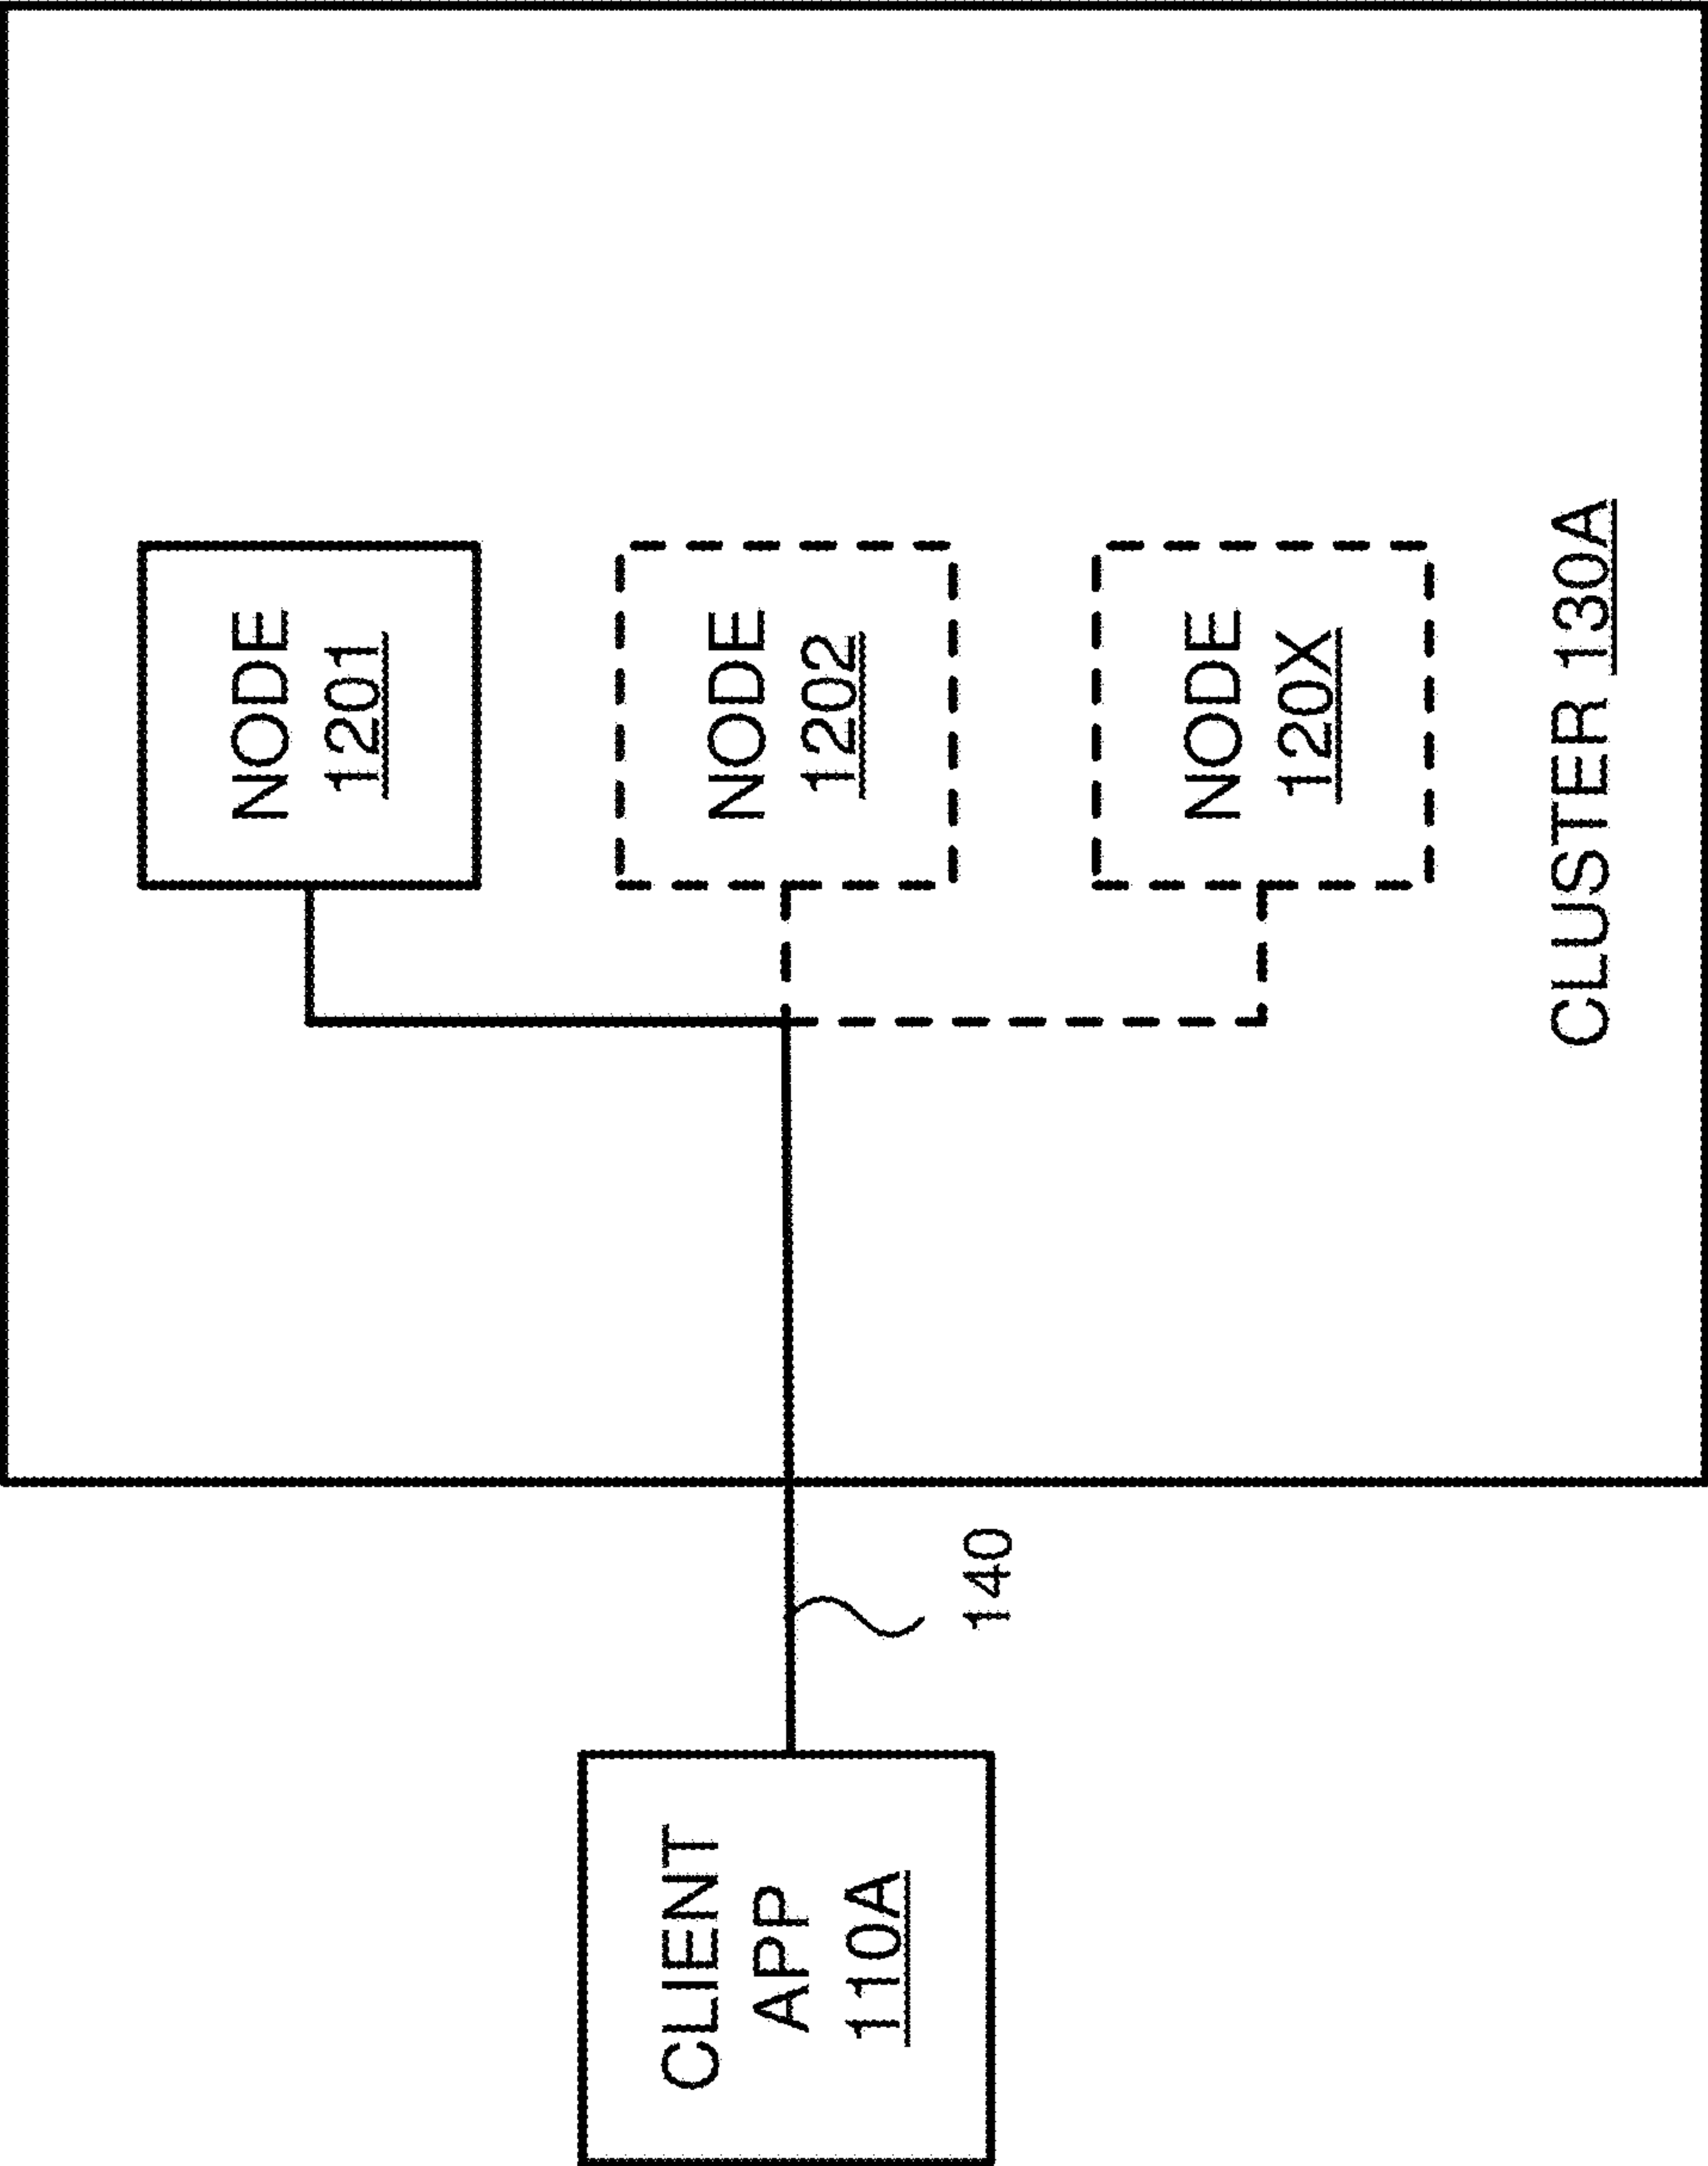 CLIENT
APP
110A
140
NODE
1201
NODE
1202
NODE
120X
CLUSTER 130A